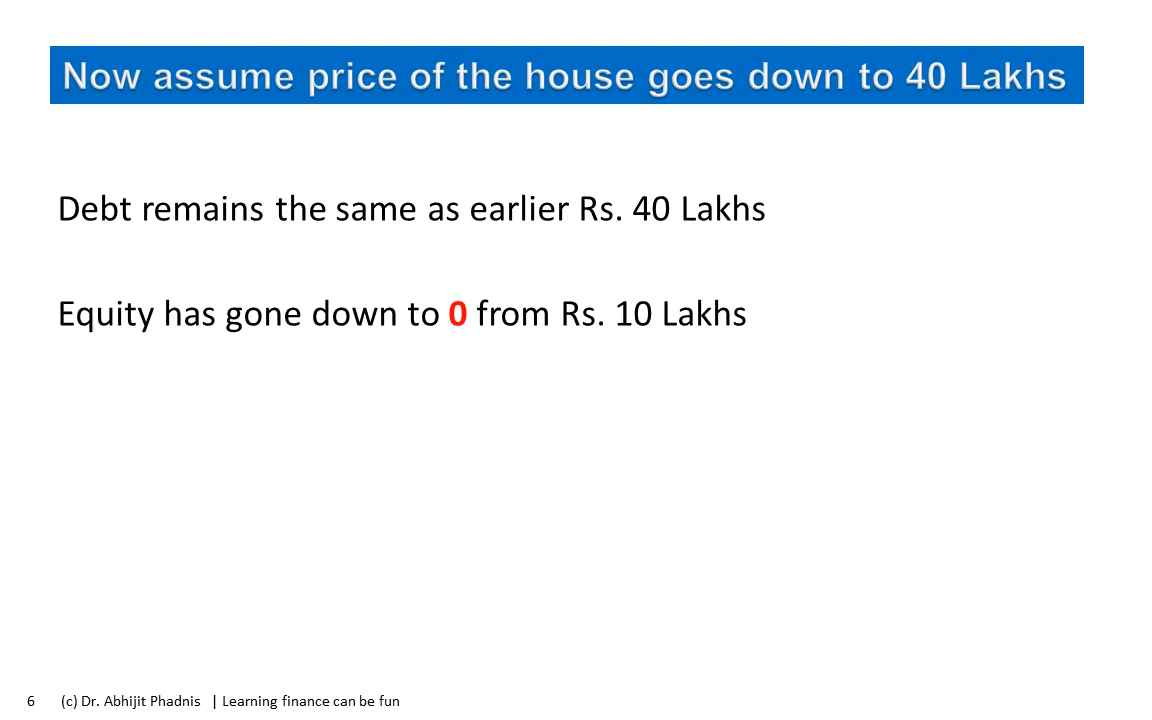 Now assume price of the house goes down to 40 Lakhs
Debt remains the same as earlier Rs. 40 Lakhs
Equity has gone down to 0 from Rs. 10 Lakhs
6 (c) Dr. Abhijit Phadnis | Learning finance can be fun